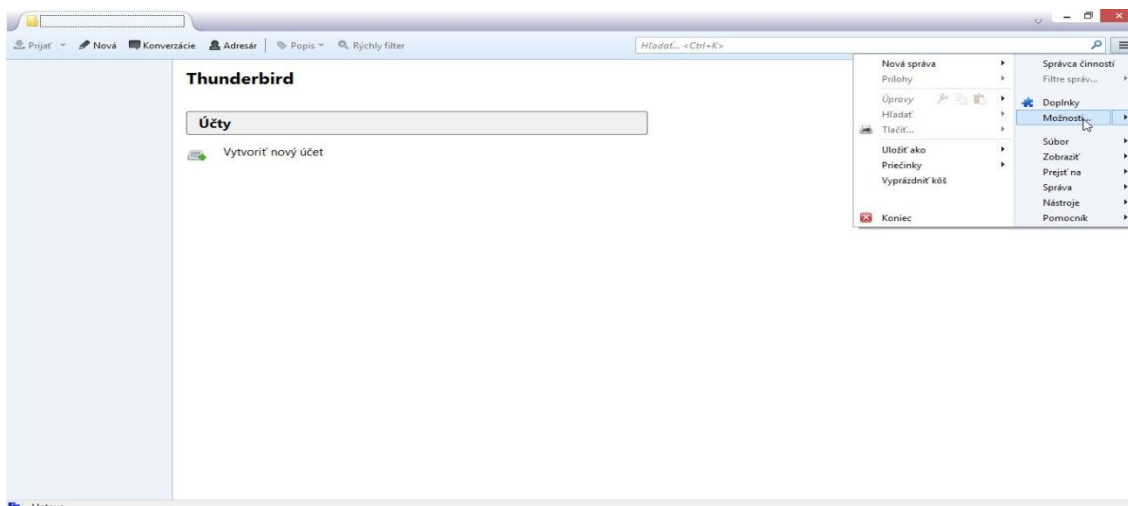 Prijať Nová Konverzácie Adresár Popis Rýchly filter Hľadať... <Ctrl+K>
Thunderbird
Účty
Vytvoriť nový účet
Nová správa
Prílohy
Úpravy
Hľadať
Tlačiť...
Uložiť ako
Priečinky
Vyprázdniť kôš
Koniec
Správca činností
Filtre správ...
Doplnky
Možnosti...
Súbor
Zobraziť
Prejsť na
Správa
Nástroje
Pomocník